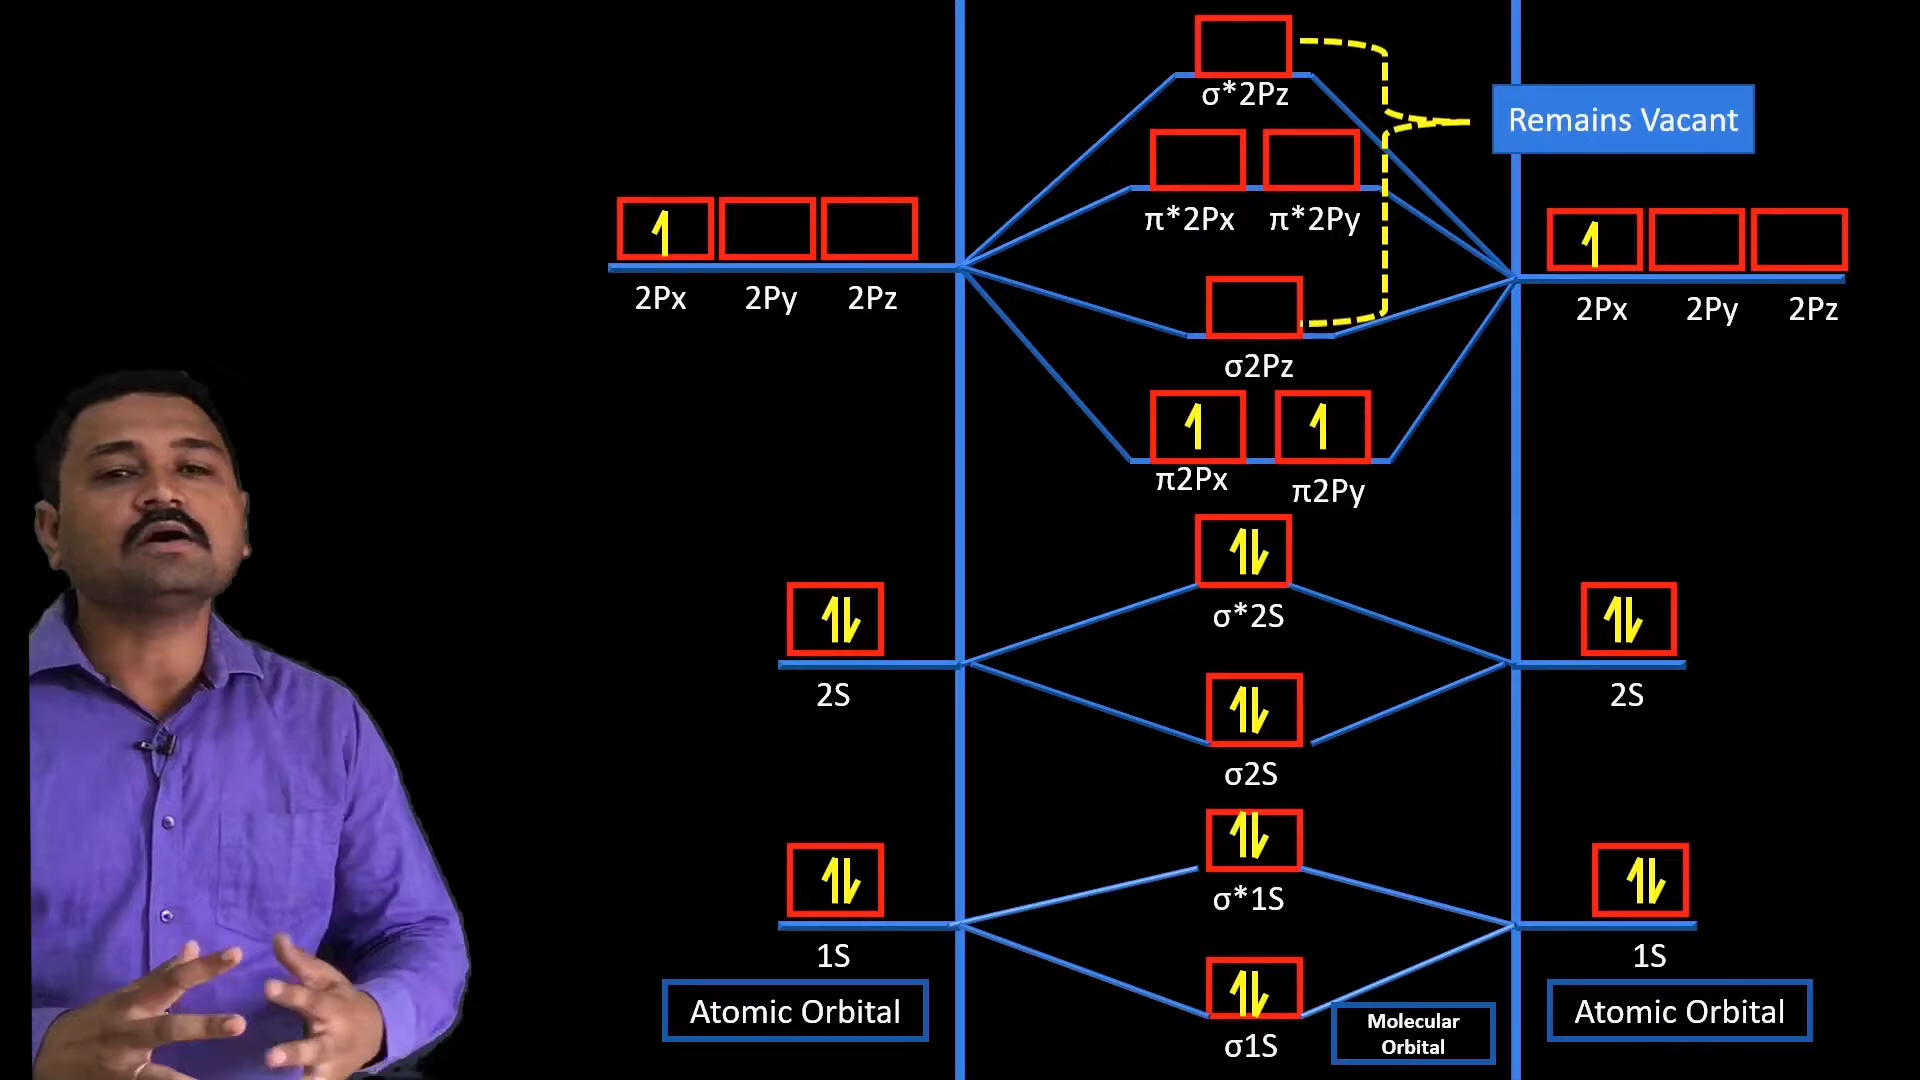 σ*2Pz
Remains Vacant
π*2Px π*2Py
2Px 2Py 2Pz
2Px 2Py 2Pz
σ2Pz
π2Px π2Py
σ*2S
2S
2S
σ2S
σ*1S
1S
1S
Atomic Orbital
Molecular
Orbital
Atomic Orbital
σ1S